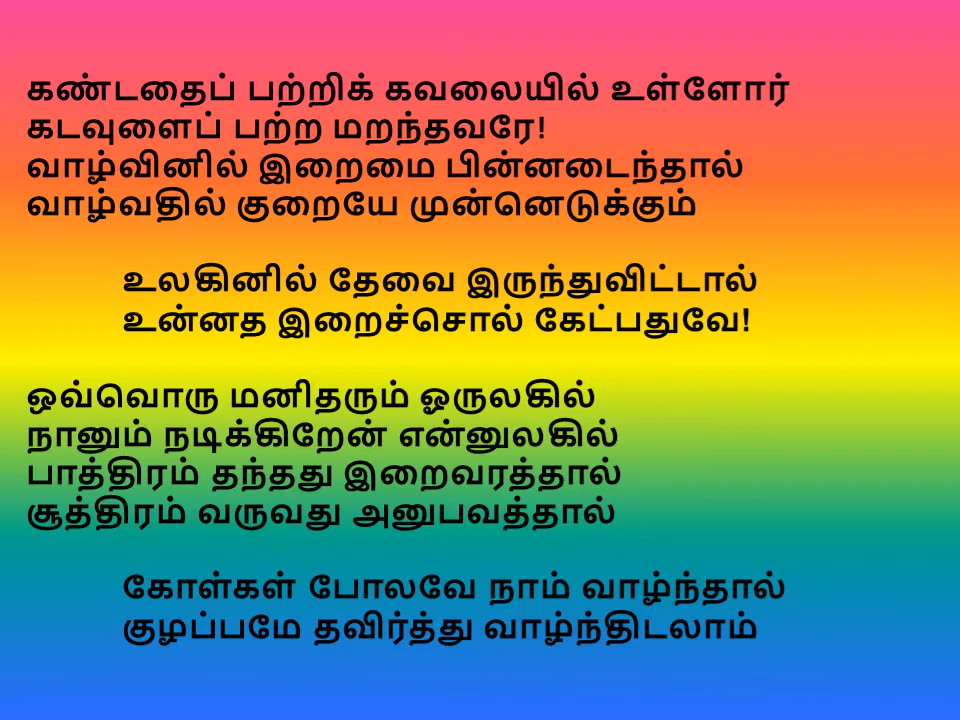 கண்டதைப் பற்றிக் கவலையில் உள்ளோர்
கடவுளைப் பற்ற மறந்தவரே!
வாழ்வினில் இறைமை பின்னடைந்தால்
வாழ்வதில் குறையே முன்னெடுக்கும்
உலகினில் தேவை இருந்துவிட்டால்
உன்னத இறைச்சொல் கேட்பதுவே!
ஒவ்வொரு மனிதரும் ஓருலகில்
நானும் நடிக்கிறேன் என்னுலகில்
பாத்திரம் தந்தது இறைவரத்தால்
சூத்திரம் வருவது அனுபவத்தால்
கோள்கள் போலவே நாம் வாழ்ந்தால்
குழப்பமே தவிர்த்து வாழ்ந்திடலாம்